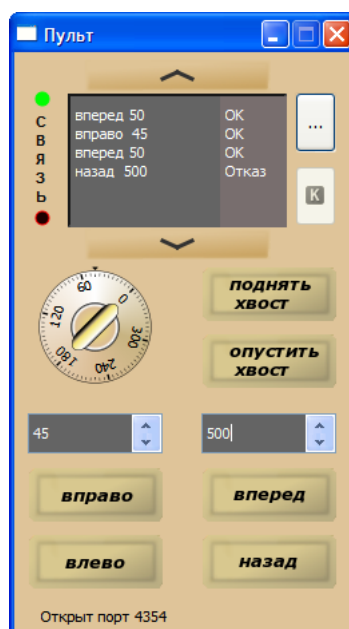 Пульт
СВЯЗЬ
вперед 50 OK
вправо 45 OK
вперед 50 OK
назад 500 Отказ
...
K
60
0
120
300
180
240
поднять
хвост
опустить
хвост
45
500
вправо
вперед
влево
назад
Открыт порт 4354